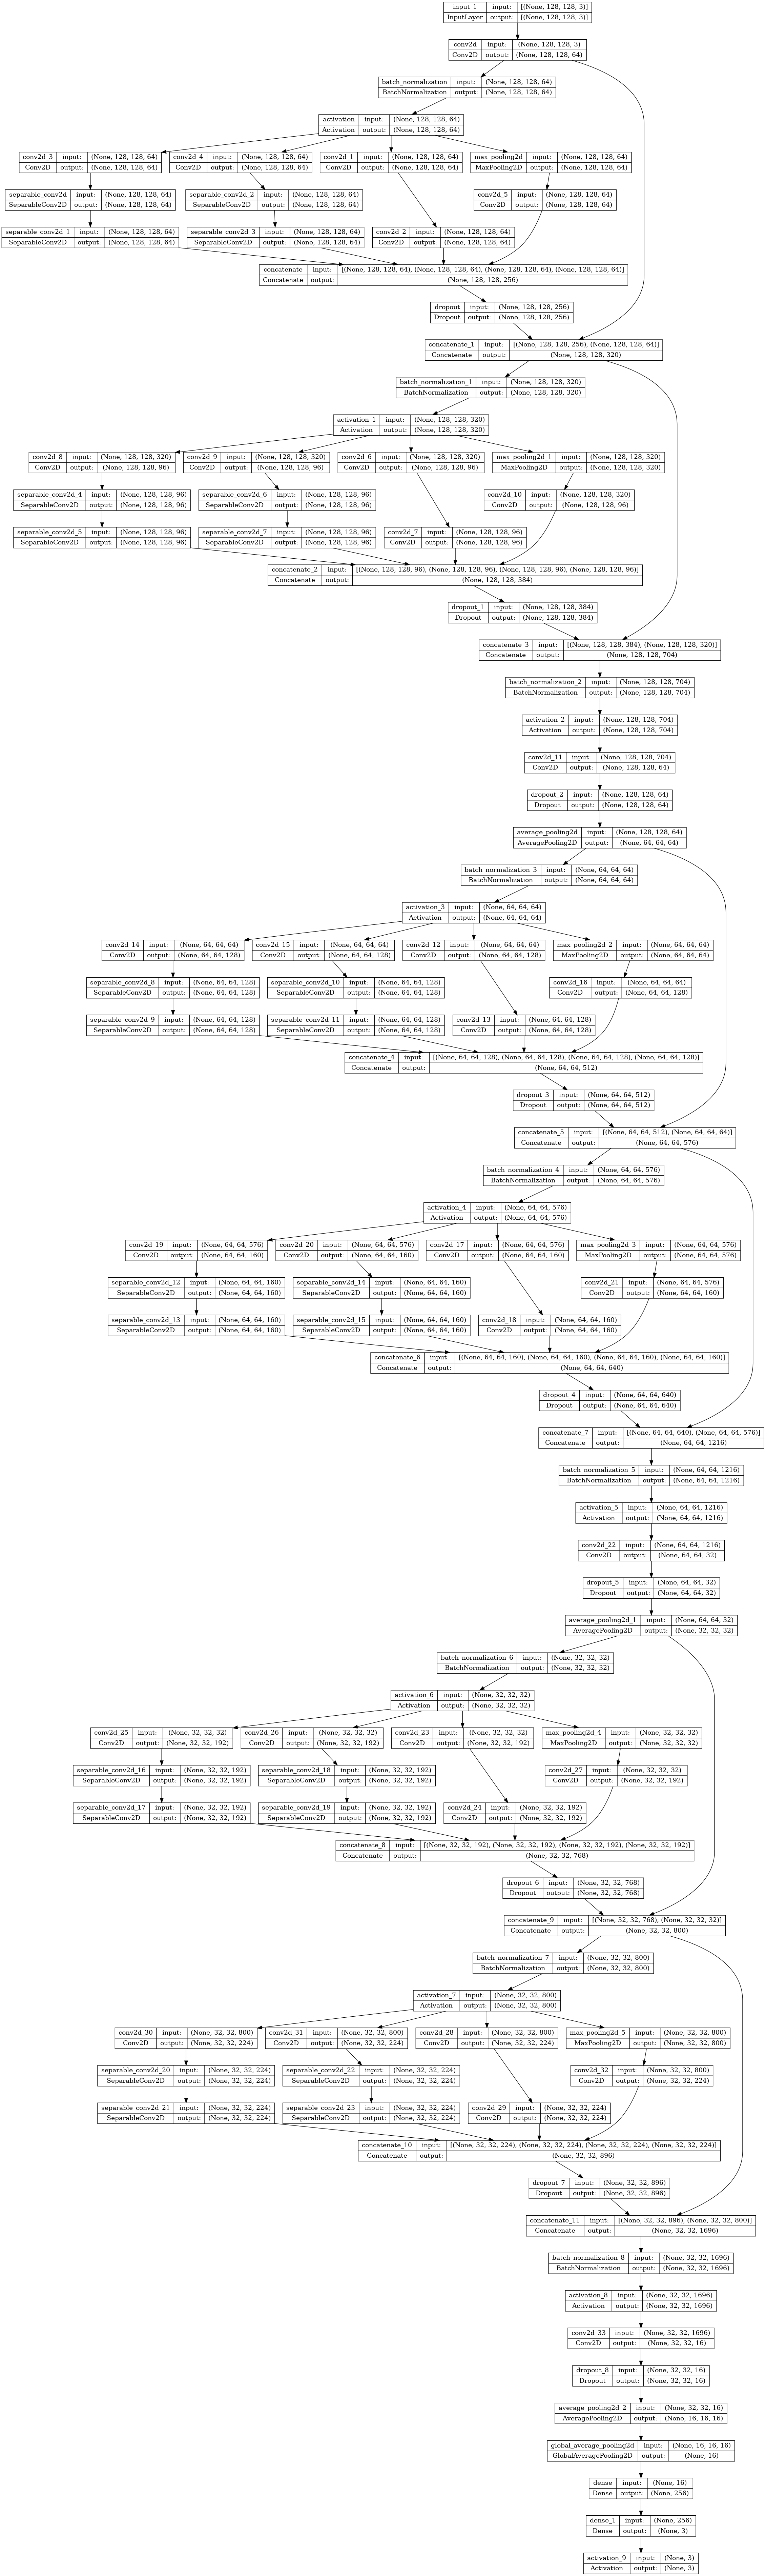 input_1 input: [(None, 128, 128, 3)]
InputLayer output: [(None, 128, 128, 3)]
conv2d input: (None, 128, 128, 3)
Conv2D output: (None, 128, 128, 64)
batch_normalization input: (None, 128, 128, 64)
BatchNormalization output: (None, 128, 128, 64)
activation input: (None, 128, 128, 64)
Activation output: (None, 128, 128, 64)
conv2d_3 input: (None, 128, 128, 64)
Conv2D output: (None, 128, 128, 64)
conv2d_4 input: (None, 128, 128, 64)
Conv2D output: (None, 128, 128, 64)
conv2d_1 input: (None, 128, 128, 64)
Conv2D output: (None, 128, 128, 64)
max_pooling2d input: (None, 128, 128, 64)
MaxPooling2D output: (None, 128, 128, 64)
separable_conv2d input: (None, 128, 128, 64)
SeparableConv2D output: (None, 128, 128, 64)
separable_conv2d_2 input: (None, 128, 128, 64)
SeparableConv2D output: (None, 128, 128, 64)
conv2d_5 input: (None, 128, 128, 64)
Conv2D output: (None, 128, 128, 64)
separable_conv2d_1 input: (None, 128, 128, 64)
SeparableConv2D output: (None, 128, 128, 64)
separable_conv2d_3 input: (None, 128, 128, 64)
SeparableConv2D output: (None, 128, 128, 64)
conv2d_2 input: (None, 128, 128, 64)
Conv2D output: (None, 128, 128, 64)
concatenate input: [(None, 128, 128, 64), (None, 128, 128, 64), (None, 128, 128, 64), (None, 128, 128, 64)]
Concatenate output: (None, 128, 128, 256)
dropout input: (None, 128, 128, 256)
Dropout output: (None, 128, 128, 256)
concatenate_1 input: [(None, 128, 128, 256), (None, 128, 128, 64)]
Concatenate output: (None, 128, 128, 320)
batch_normalization_1 input: (None, 128, 128, 320)
BatchNormalization output: (None, 128, 128, 320)
activation_1 input: (None, 128, 128, 320)
Activation output: (None, 128, 128, 320)
conv2d_8 input: (None, 128, 128, 320)
Conv2D output: (None, 128, 128, 96)
conv2d_9 input: (None, 128, 128, 320)
Conv2D output: (None, 128, 128, 96)
conv2d_6 input: (None, 128, 128, 320)
Conv2D output: (None, 128, 128, 96)
max_pooling2d_1 input: (None, 128, 128, 320)
MaxPooling2D output: (None, 128, 128, 320)
separable_conv2d_4 input: (None, 128, 128, 96)
SeparableConv2D output: (None, 128, 128, 96)
separable_conv2d_6 input: (None, 128, 128, 96)
SeparableConv2D output: (None, 128, 128, 96)
conv2d_10 input: (None, 128, 128, 320)
Conv2D output: (None, 128, 128, 96)
separable_conv2d_5 input: (None, 128, 128, 96)
SeparableConv2D output: (None, 128, 128, 96)
separable_conv2d_7 input: (None, 128, 128, 96)
SeparableConv2D output: (None, 128, 128, 96)
conv2d_7 input: (None, 128, 128, 96)
Conv2D output: (None, 128, 128, 96)
concatenate_2 input: [(None, 128, 128, 96), (None, 128, 128, 96), (None, 128, 128, 96), (None, 128, 128, 96)]
Concatenate output: (None, 128, 128, 384)
dropout_1 input: (None, 128, 128, 384)
Dropout output: (None, 128, 128, 384)
concatenate_3 input: [(None, 128, 128, 384), (None, 128, 128, 320)]
Concatenate output: (None, 128, 128, 704)
batch_normalization_2 input: (None, 128, 128, 704)
BatchNormalization output: (None, 128, 128, 704)
activation_2 input: (None, 128, 128, 704)
Activation output: (None, 128, 128, 704)
conv2d_11 input: (None, 128, 128, 704)
Conv2D output: (None, 128, 128, 64)
dropout_2 input: (None, 128, 128, 64)
Dropout output: (None, 128, 128, 64)
average_pooling2d input: (None, 128, 128, 64)
AveragePooling2D output: (None, 64, 64, 64)
batch_normalization_3 input: (None, 64, 64, 64)
BatchNormalization output: (None, 64, 64, 64)
activation_3 input: (None, 64, 64, 64)
Activation output: (None, 64, 64, 64)
conv2d_14 input: (None, 64, 64, 64)
Conv2D output: (None, 64, 64, 128)
conv2d_15 input: (None, 64, 64, 64)
Conv2D output: (None, 64, 64, 128)
conv2d_12 input: (None, 64, 64, 64)
Conv2D output: (None, 64, 64, 128)
max_pooling2d_2 input: (None, 64, 64, 64)
MaxPooling2D output: (None, 64, 64, 64)
separable_conv2d_8 input: (None, 64, 64, 128)
SeparableConv2D output: (None, 64, 64, 128)
separable_conv2d_10 input: (None, 64, 64, 128)
SeparableConv2D output: (None, 64, 64, 128)
conv2d_16 input: (None, 64, 64, 64)
Conv2D output: (None, 64, 64, 128)
separable_conv2d_9 input: (None, 64, 64, 128)
SeparableConv2D output: (None, 64, 64, 128)
separable_conv2d_11 input: (None, 64, 64, 128)
SeparableConv2D output: (None, 64, 64, 128)
conv2d_13 input: (None, 64, 64, 128)
Conv2D output: (None, 64, 64, 128)
concatenate_4 input: [(None, 64, 64, 128), (None, 64, 64, 128), (None, 64, 64, 128), (None, 64, 64, 128)]
Concatenate output: (None, 64, 64, 512)
dropout_3 input: (None, 64, 64, 512)
Dropout output: (None, 64, 64, 512)
concatenate_5 input: [(None, 64, 64, 512), (None, 64, 64, 64)]
Concatenate output: (None, 64, 64, 576)
batch_normalization_4 input: (None, 64, 64, 576)
BatchNormalization output: (None, 64, 64, 576)
activation_4 input: (None, 64, 64, 576)
Activation output: (None, 64, 64, 576)
conv2d_19 input: (None, 64, 64, 576)
Conv2D output: (None, 64, 64, 160)
conv2d_20 input: (None, 64, 64, 576)
Conv2D output: (None, 64, 64, 160)
conv2d_17 input: (None, 64, 64, 576)
Conv2D output: (None, 64, 64, 160)
max_pooling2d_3 input: (None, 64, 64, 576)
MaxPooling2D output: (None, 64, 64, 576)
separable_conv2d_12 input: (None, 64, 64, 160)
SeparableConv2D output: (None, 64, 64, 160)
separable_conv2d_14 input: (None, 64, 64, 160)
SeparableConv2D output: (None, 64, 64, 160)
conv2d_21 input: (None, 64, 64, 576)
Conv2D output: (None, 64, 64, 160)
separable_conv2d_13 input: (None, 64, 64, 160)
SeparableConv2D output: (None, 64, 64, 160)
separable_conv2d_15 input: (None, 64, 64, 160)
SeparableConv2D output: (None, 64, 64, 160)
conv2d_18 input: (None, 64, 64, 160)
Conv2D output: (None, 64, 64, 160)
concatenate_6 input: [(None, 64, 64, 160), (None, 64, 64, 160), (None, 64, 64, 160), (None, 64, 64, 160)]
Concatenate output: (None, 64, 64, 640)
dropout_4 input: (None, 64, 64, 640)
Dropout output: (None, 64, 64, 640)
concatenate_7 input: [(None, 64, 64, 640), (None, 64, 64, 576)]
Concatenate output: (None, 64, 64, 1216)
batch_normalization_5 input: (None, 64, 64, 1216)
BatchNormalization output: (None, 64, 64, 1216)
activation_5 input: (None, 64, 64, 1216)
Activation output: (None, 64, 64, 1216)
conv2d_22 input: (None, 64, 64, 1216)
Conv2D output: (None, 64, 64, 32)
dropout_5 input: (None, 64, 64, 32)
Dropout output: (None, 64, 64, 32)
average_pooling2d_1 input: (None, 64, 64, 32)
AveragePooling2D output: (None, 32, 32, 32)
batch_normalization_6 input: (None, 32, 32, 32)
BatchNormalization output: (None, 32, 32, 32)
activation_6 input: (None, 32, 32, 32)
Activation output: (None, 32, 32, 32)
conv2d_25 input: (None, 32, 32, 32)
Conv2D output: (None, 32, 32, 192)
conv2d_26 input: (None, 32, 32, 32)
Conv2D output: (None, 32, 32, 192)
conv2d_23 input: (None, 32, 32, 32)
Conv2D output: (None, 32, 32, 192)
max_pooling2d_4 input: (None, 32, 32, 32)
MaxPooling2D output: (None, 32, 32, 32)
separable_conv2d_16 input: (None, 32, 32, 192)
SeparableConv2D output: (None, 32, 32, 192)
separable_conv2d_18 input: (None, 32, 32, 192)
SeparableConv2D output: (None, 32, 32, 192)
conv2d_27 input: (None, 32, 32, 32)
Conv2D output: (None, 32, 32, 192)
separable_conv2d_17 input: (None, 32, 32, 192)
SeparableConv2D output: (None, 32, 32, 192)
separable_conv2d_19 input: (None, 32, 32, 192)
SeparableConv2D output: (None, 32, 32, 192)
conv2d_24 input: (None, 32, 32, 192)
Conv2D output: (None, 32, 32, 192)
concatenate_8 input: [(None, 32, 32, 192), (None, 32, 32, 192), (None, 32, 32, 192), (None, 32, 32, 192)]
Concatenate output: (None, 32, 32, 768)
dropout_6 input: (None, 32, 32, 768)
Dropout output: (None, 32, 32, 768)
concatenate_9 input: [(None, 32, 32, 768), (None, 32, 32, 32)]
Concatenate output: (None, 32, 32, 800)
batch_normalization_7 input: (None, 32, 32, 800)
BatchNormalization output: (None, 32, 32, 800)
activation_7 input: (None, 32, 32, 800)
Activation output: (None, 32, 32, 800)
conv2d_30 input: (None, 32, 32, 800)
Conv2D output: (None, 32, 32, 224)
conv2d_31 input: (None, 32, 32, 800)
Conv2D output: (None, 32, 32, 224)
conv2d_28 input: (None, 32, 32, 800)
Conv2D output: (None, 32, 32, 224)
max_pooling2d_5 input: (None, 32, 32, 800)
MaxPooling2D output: (None, 32, 32, 800)
separable_conv2d_20 input: (None, 32, 32, 224)
SeparableConv2D output: (None, 32, 32, 224)
separable_conv2d_22 input: (None, 32, 32, 224)
SeparableConv2D output: (None, 32, 32, 224)
conv2d_32 input: (None, 32, 32, 800)
Conv2D output: (None, 32, 32, 224)
separable_conv2d_21 input: (None, 32, 32, 224)
SeparableConv2D output: (None, 32, 32, 224)
separable_conv2d_23 input: (None, 32, 32, 224)
SeparableConv2D output: (None, 32, 32, 224)
conv2d_29 input: (None, 32, 32, 224)
Conv2D output: (None, 32, 32, 224)
concatenate_10 input: [(None, 32, 32, 224), (None, 32, 32, 224), (None, 32, 32, 224), (None, 32, 32, 224)]
Concatenate output: (None, 32, 32, 896)
dropout_7 input: (None, 32, 32, 896)
Dropout output: (None, 32, 32, 896)
concatenate_11 input: [(None, 32, 32, 896), (None, 32, 32, 800)]
Concatenate output: (None, 32, 32, 1696)
batch_normalization_8 input: (None, 32, 32, 1696)
BatchNormalization output: (None, 32, 32, 1696)
activation_8 input: (None, 32, 32, 1696)
Activation output: (None, 32, 32, 1696)
conv2d_33 input: (None, 32, 32, 1696)
Conv2D output: (None, 32, 32, 16)
dropout_8 input: (None, 32, 32, 16)
Dropout output: (None, 32, 32, 16)
average_pooling2d_2 input: (None, 32, 32, 16)
AveragePooling2D output: (None, 16, 16, 16)
global_average_pooling2d input: (None, 16, 16, 16)
GlobalAveragePooling2D output: (None, 16)
dense input: (None, 16)
Dense output: (None, 256)
dense_1 input: (None, 256)
Dense output: (None, 3)
activation_9 input: (None, 3)
Activation output: (None, 3)